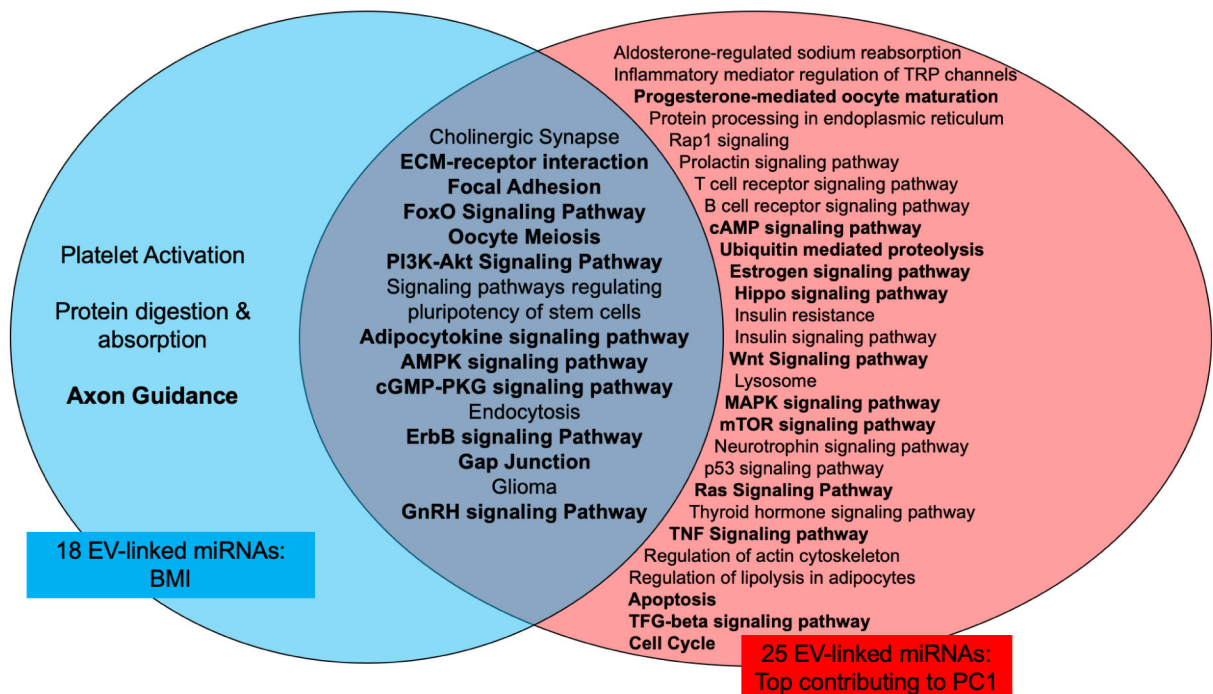 Platelet Activation
Protein digestion &
absorption
Axon Guidance
18 EV-linked miRNAs:
BMI
Cholinergic Synapse
ECM-receptor interaction
Focal Adhesion
FoxO Signaling Pathway
Oocyte Meiosis
PI3K-Akt Signaling Pathway
Signaling pathways regulating
pluripotency of stem cells
Adipocytokine signaling pathway
AMPK signaling pathway
cGMP-PKG signaling pathway
Endocytosis
ErbB signaling Pathway
Gap Junction
Glioma
GnRH signaling Pathway
Aldosterone-regulated sodium reabsorption
Inflammatory mediator regulation of TRP channels
Progesterone-mediated oocyte maturation
Protein processing in endoplasmic reticulum
Rap1 signaling
Prolactin signaling pathway
T cell receptor signaling pathway
B cell receptor signaling pathway
cAMP signaling pathway
Ubiquitin mediated proteolysis
Estrogen signaling pathway
Hippo signaling pathway
Insulin resistance
Insulin signaling pathway
Wnt Signaling pathway
Lysosome
MAPK signaling pathway
mTOR signaling pathway
Neurotrophin signaling pathway
p53 signaling pathway
Ras Signaling Pathway
Thyroid hormone signaling pathway
TNF Signaling pathway
Regulation of actin cytoskeleton
Regulation of lipolysis in adipocytes
Apoptosis
TFG-beta signaling pathway
Cell Cycle
25 EV-linked miRNAs:
Top contributing to PC1